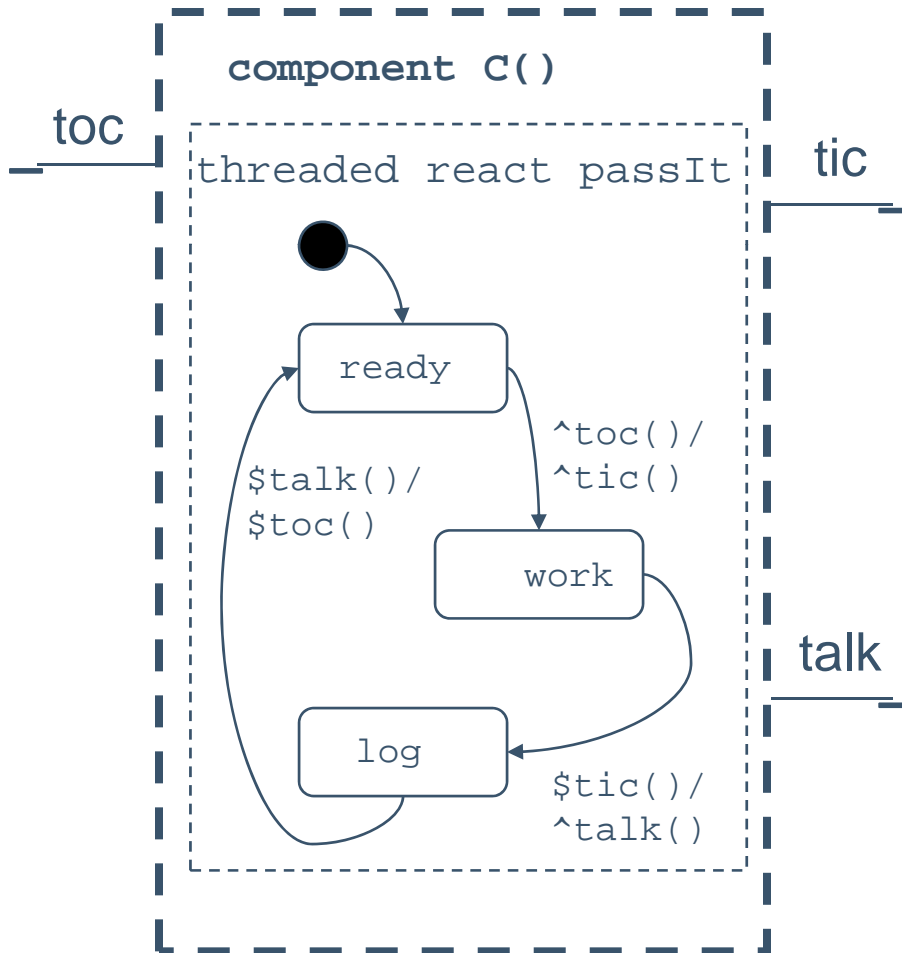 component C()
toc
threaded react passIt
tic
ready
^toc()/
^tic()
$talk()/
$toc()
work
talk
log
$tic()/
^talk()